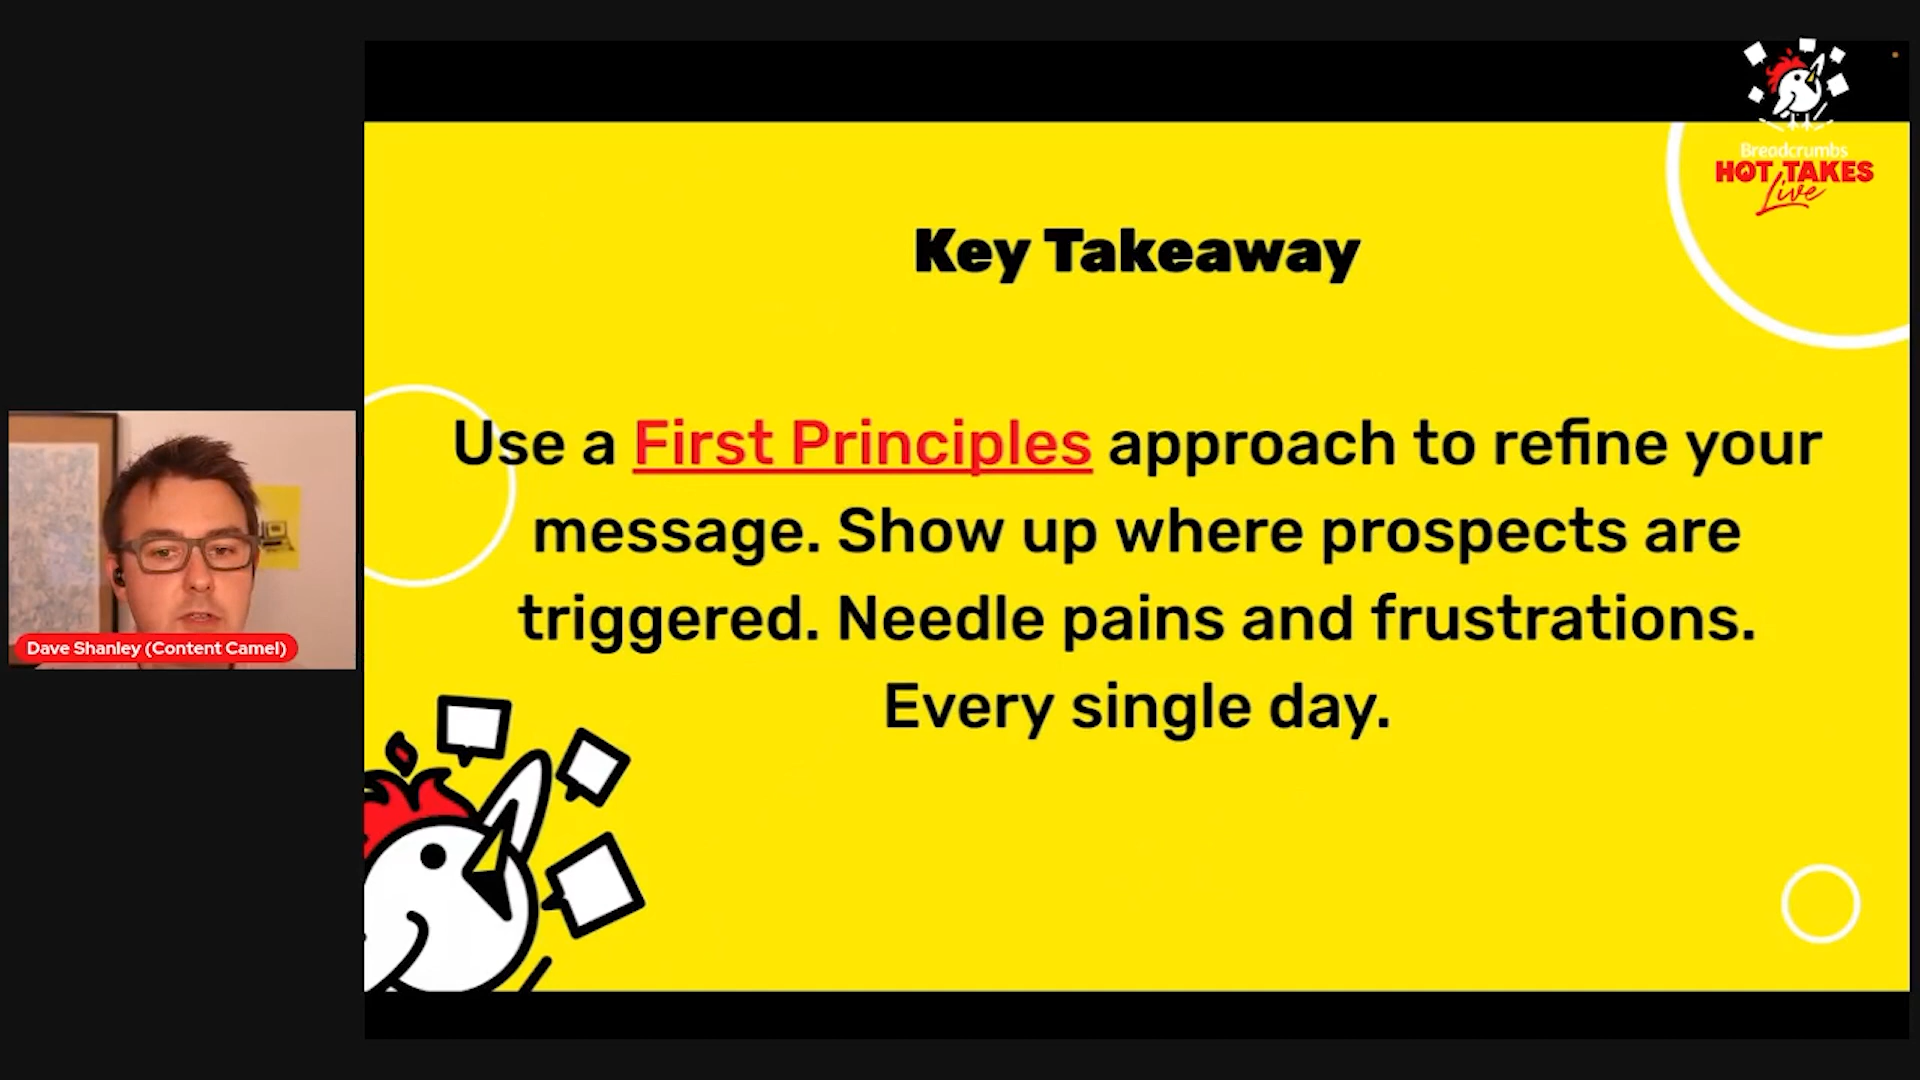 Breadcrumbs
HOT TAKES
Live
Key Takeaway
Use a First Principles approach to refine your
message. Show up where prospects are
triggered. Needle pains and frustrations.
Every single day.
Dave Shanley (Content Camel)